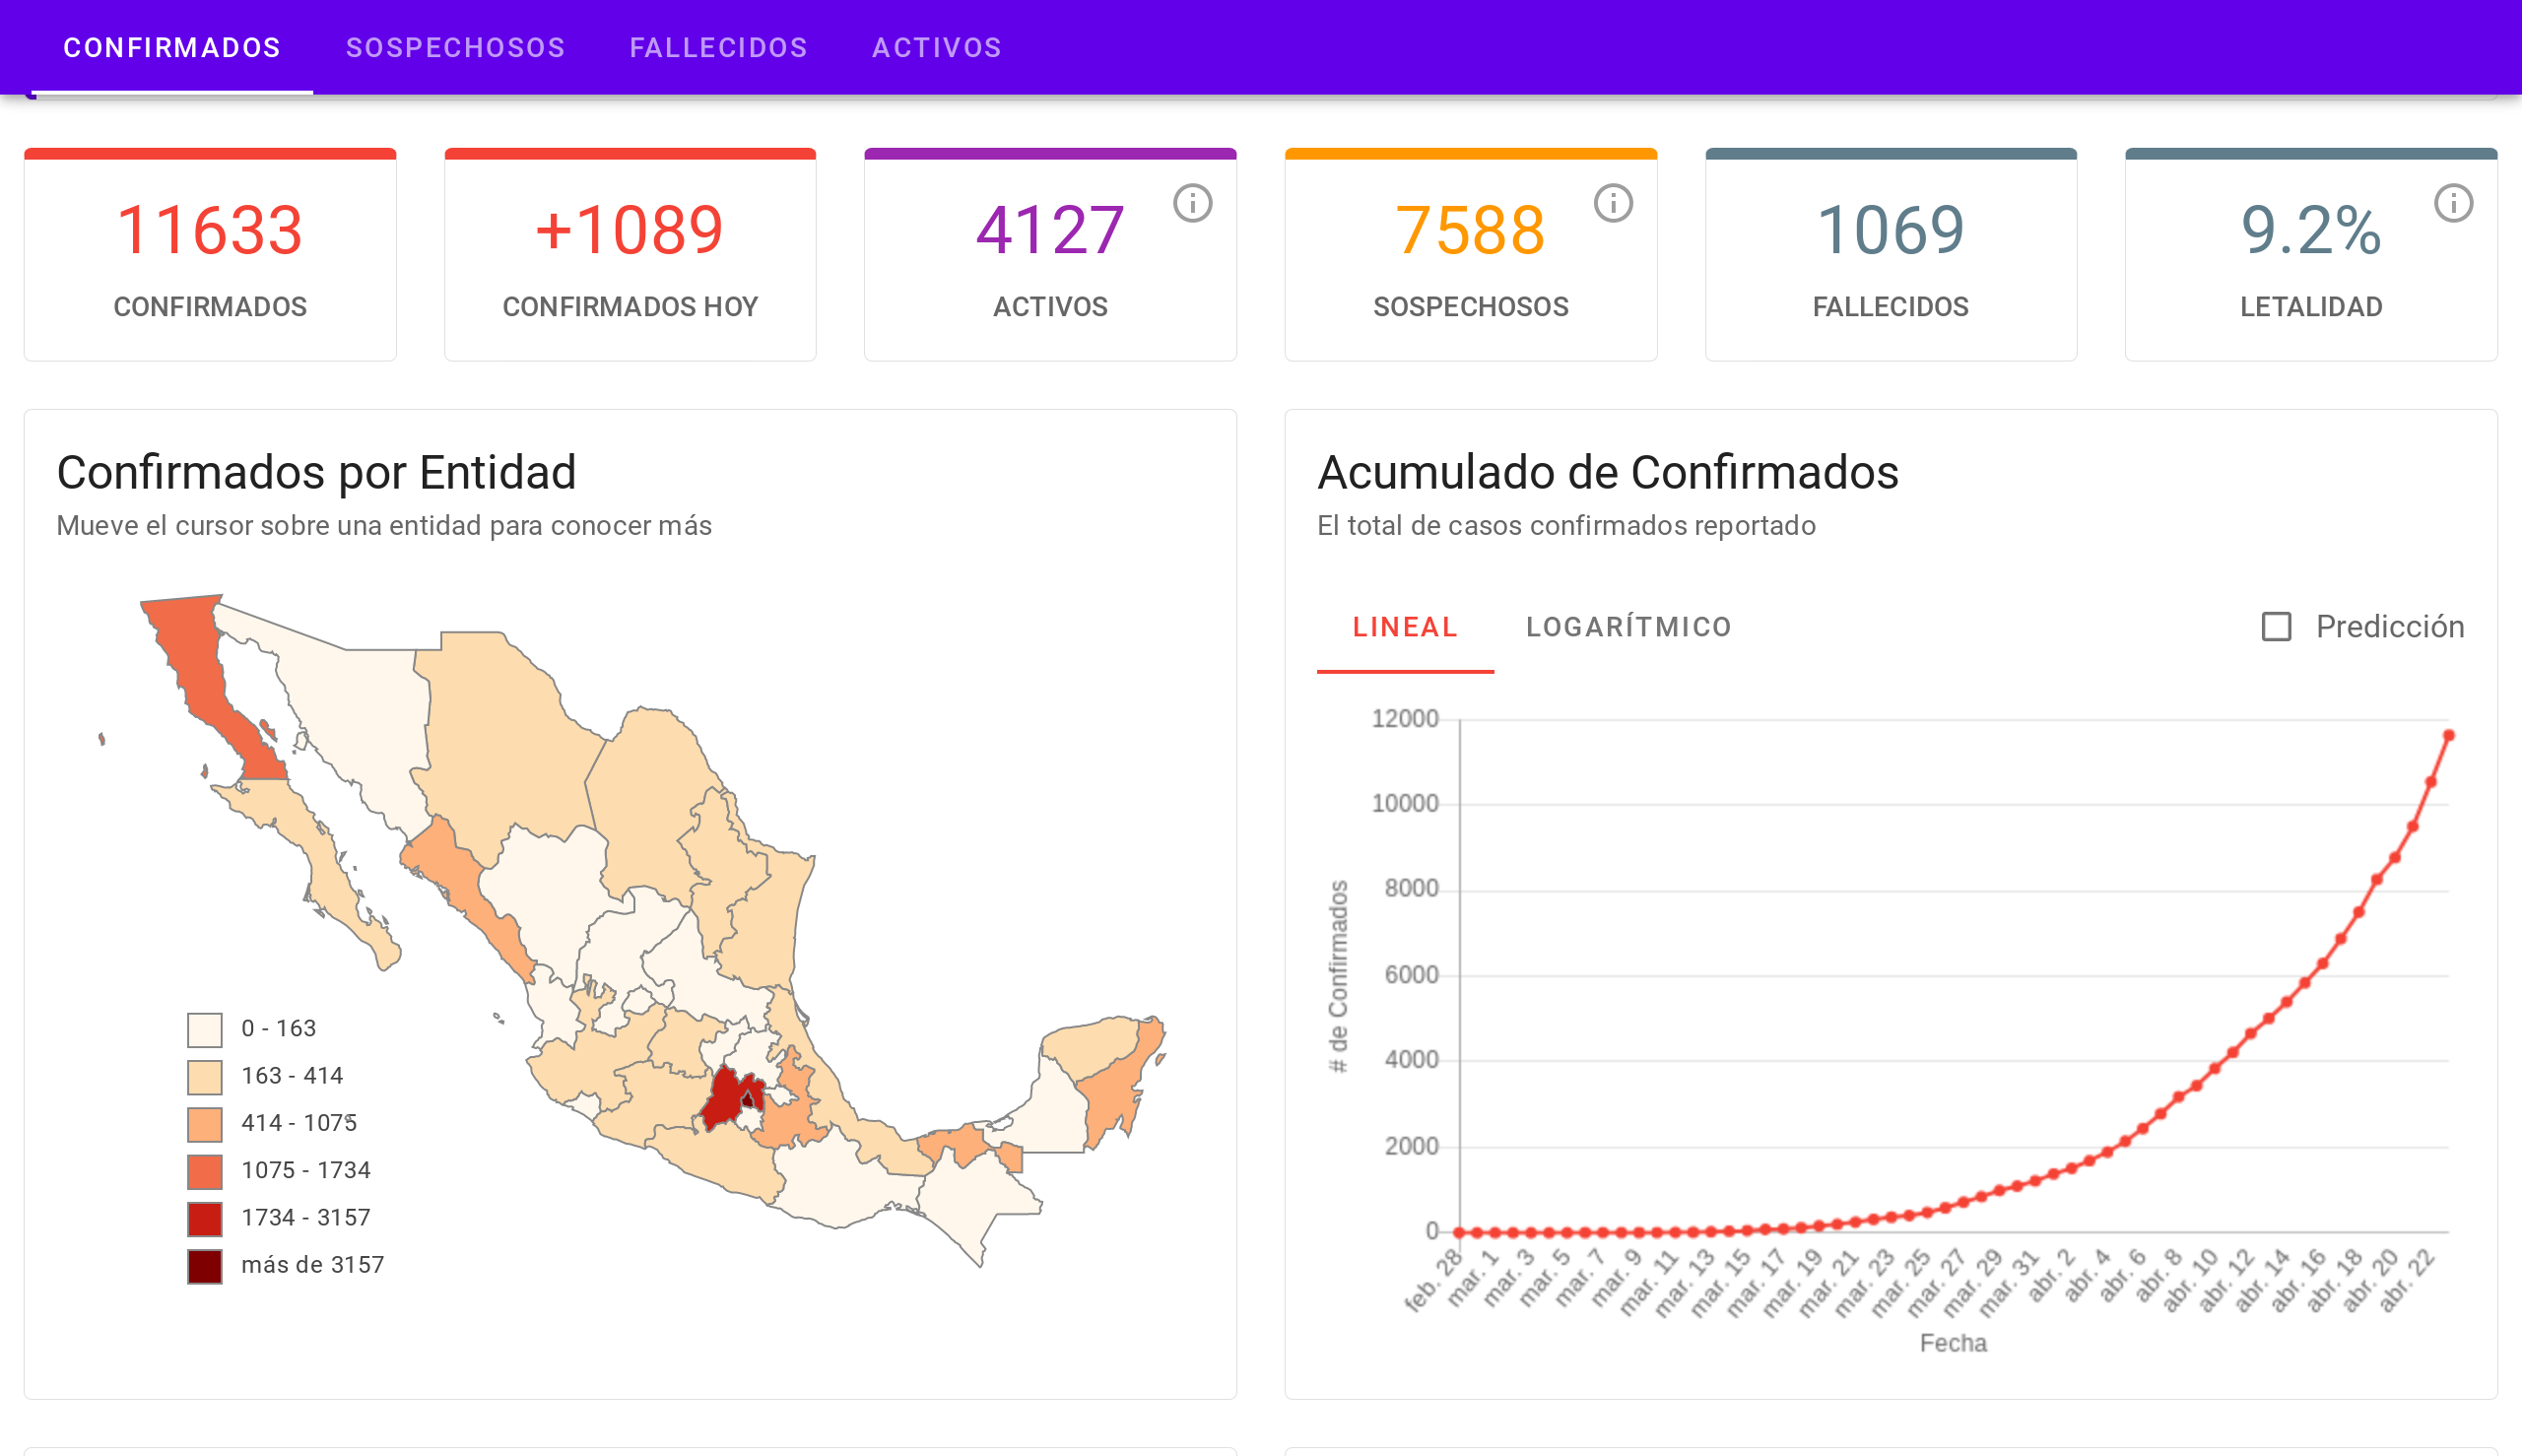 CONFIRMADOS SOSPECHOSOS FALLECIDOS ACTIVOS
11633
CONFIRMADOS
+1089
CONFIRMADOS HOY
4127
ACTIVOS
7588
SOSPECHOSOS
1069
FALLECIDOS
9.2%
LETALIDAD
Confirmados por Entidad
Mueve el cursor sobre una entidad para conocer más
0 - 163
163 - 414
414 - 1075
1075 - 1734
1734 - 3157
más de 3157
Acumulado de Confirmados
El total de casos confirmados reportado
LINEAL LOGARÍTMICO Predicción
# de Confirmados
12000
10000
8000
6000
4000
2000
0
feb. 28 mar. 1 mar. 3 mar. 5 mar. 7 mar. 9 mar. 11 mar. 13 mar. 15 mar. 17 mar. 19 mar. 21 mar. 23 mar. 25 mar. 27 mar. 29 mar. 31 abr. 2 abr. 4 abr. 6 abr. 8 abr. 10 abr. 12 abr. 14 abr. 16 abr. 18 abr. 20 abr. 22
Fecha